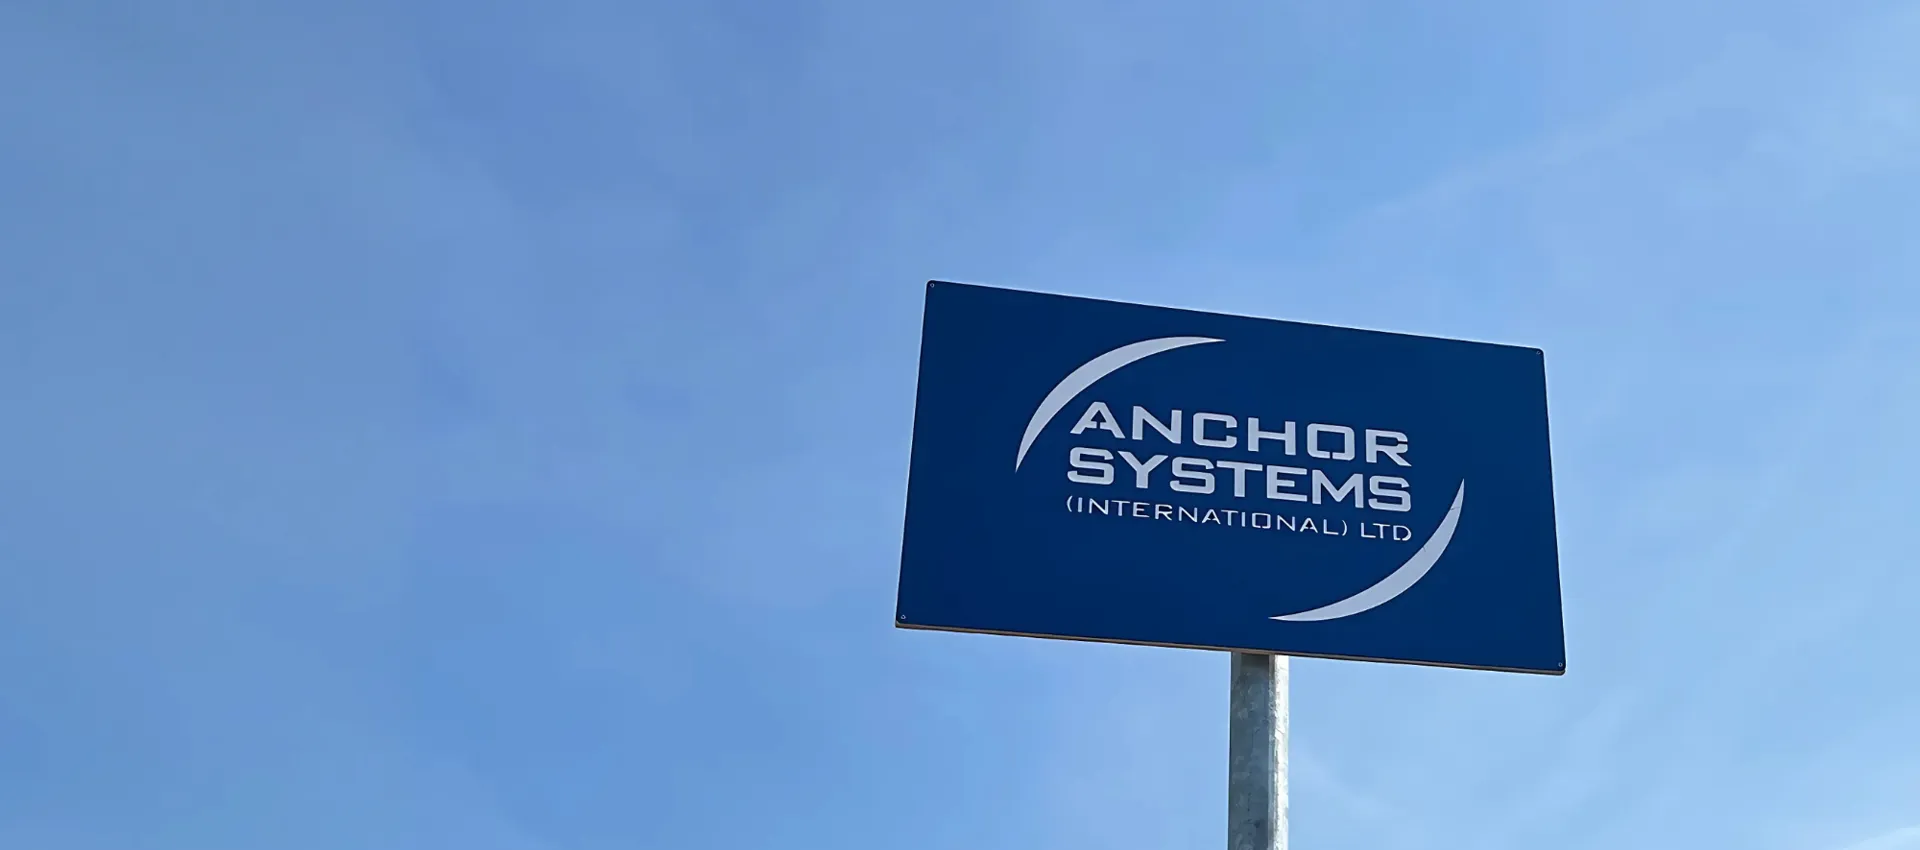 ANCHOR
SYSTEMS
(INTERNATIONAL) LTD